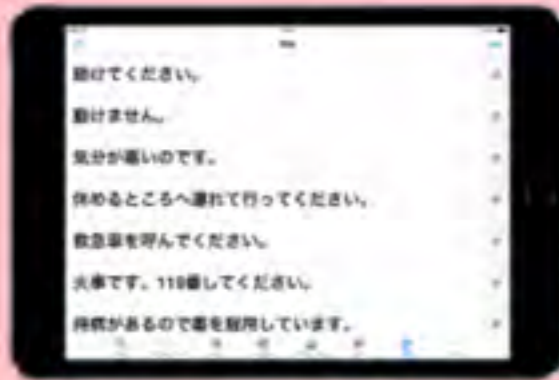 助けてください。
動けません。
気分が悪いのです。
休めるところへ連れて行ってください。
救急車を呼んでください。
火事です。119番してください。
持病があるので薬を服用しています。